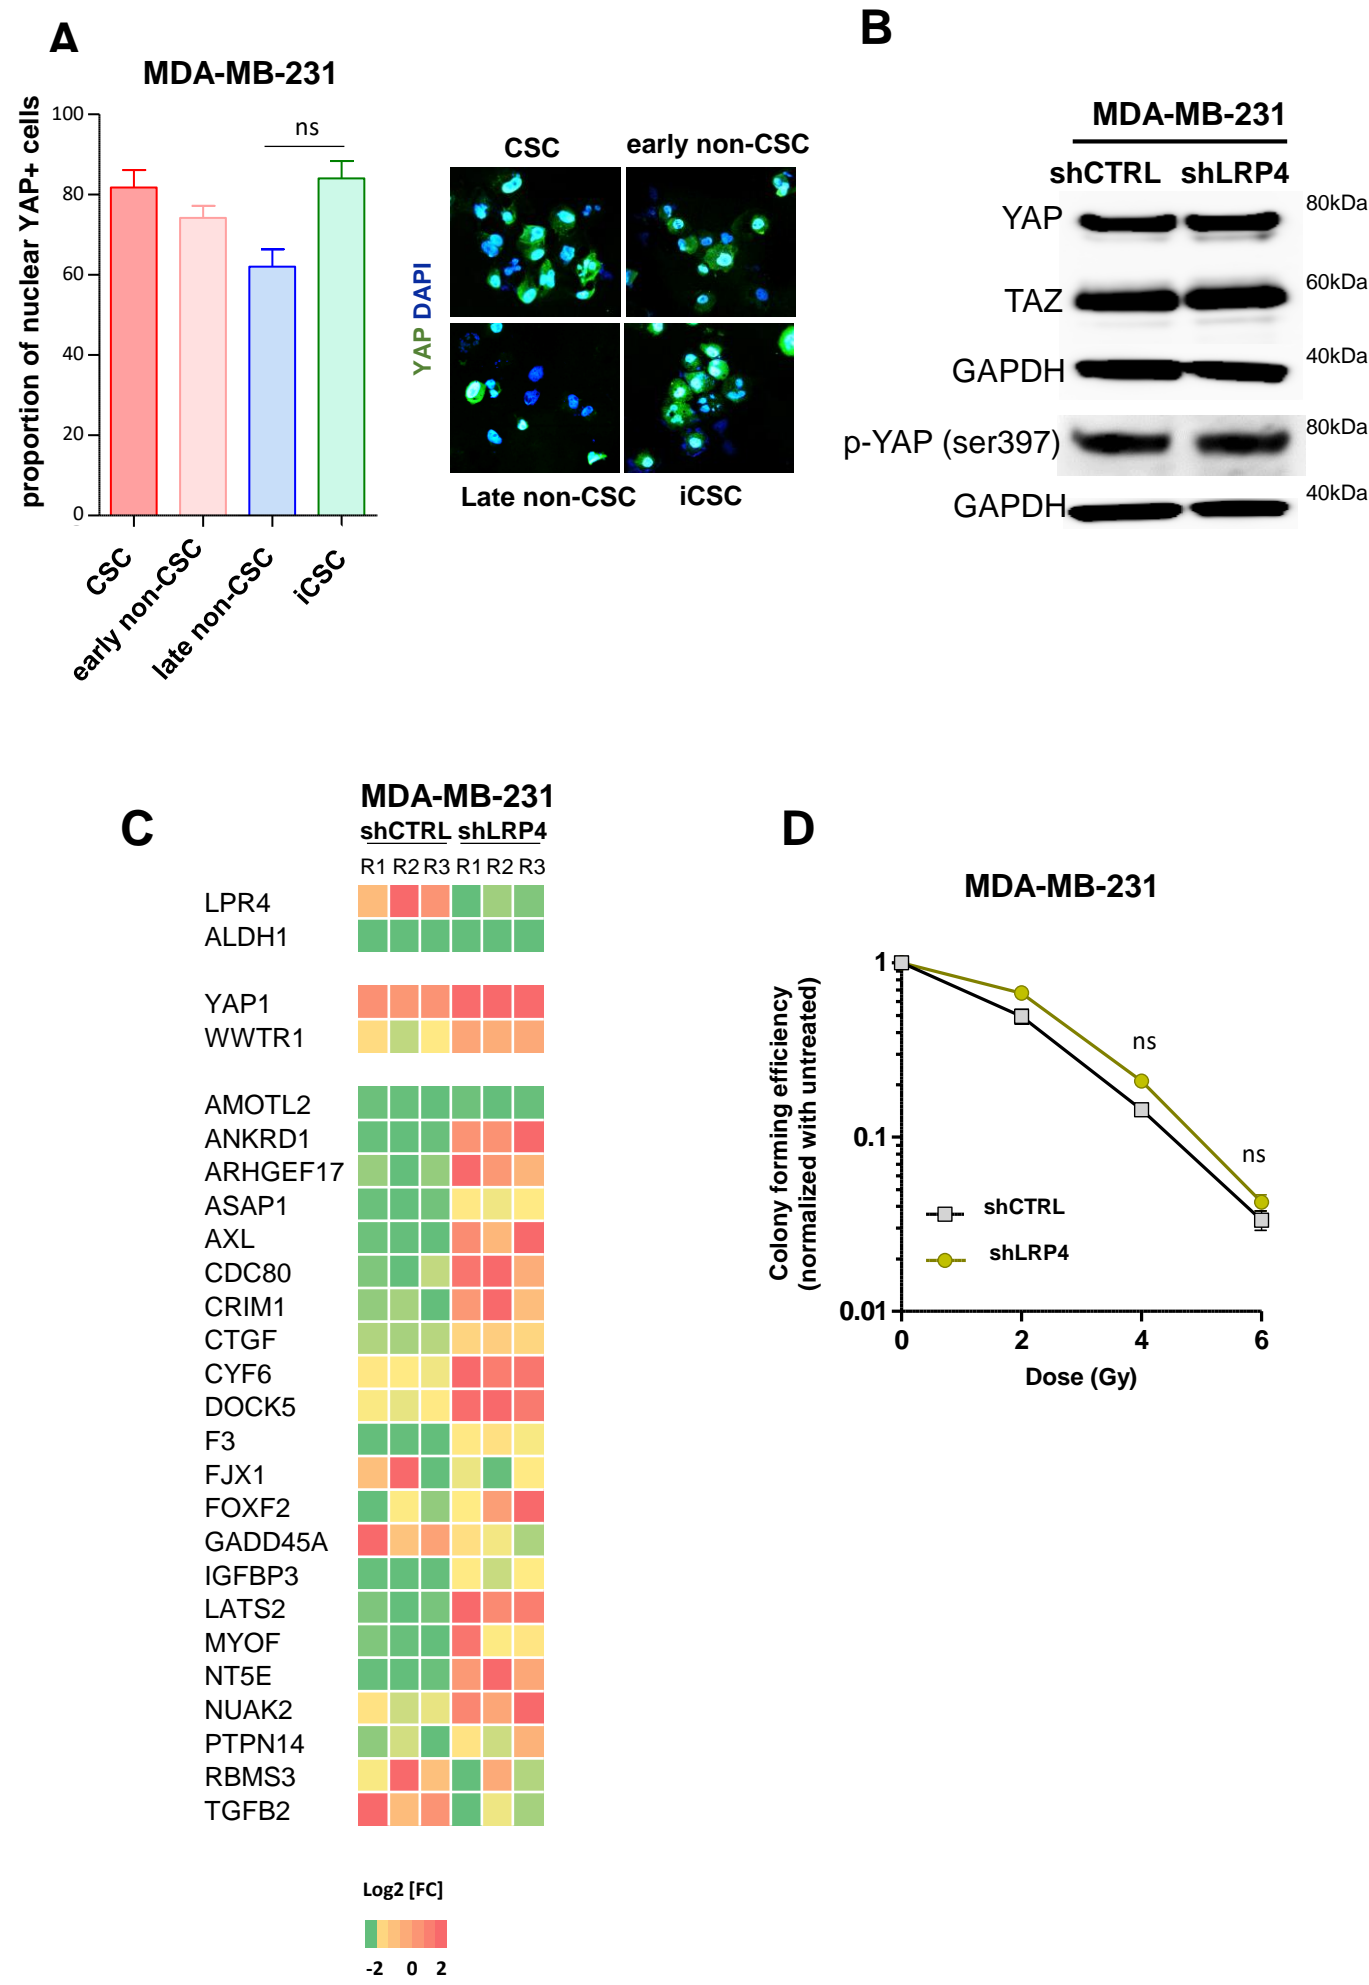 A
MDA-MB-231
proportion of nuclear YAP+ cells
100
80
60
40
20
0
ns
CSC
early non-CSC
late non-CSC
iCSC
YAP DAPI
CSC
early non-CSC
Late non-CSC
iCSC
B
MDA-MB-231
shCTRL shLRP4
YAP
80kDa
TAZ
60kDa
GAPDH
40kDa
p-YAP (ser397)
80kDa
GAPDH
40kDa
C
MDA-MB-231
shCTRL shLRP4
R1 R2 R3 R1 R2 R3
LPR4
ALDH1
YAP1
WWTR1
AMOTL2
ANKRD1
ARHGEF17
ASAP1
AXL
CDC80
CRIM1
CTGF
CYF6
DOCK5
F3
FJX1
FOXF2
GADD45A
IGFBP3
LATS2
MYOF
NT5E
NUAK2
PTPN14
RBMS3
TGFB2
Log2 [FC]
-2 0 2
D
MDA-MB-231
Colony forming efficiency
(normalized with untreated)
1
0.1
0.01
ns
ns
shCTRL
shLRP4
0 2 4 6
Dose (Gy)